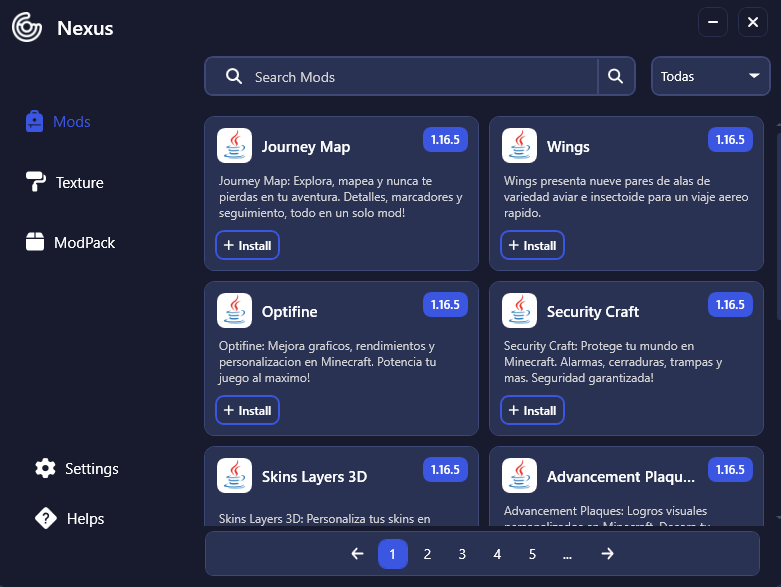 Nexus
Search Mods
Todas
Mods
Texture
ModPack
Settings
Helps
Journey Map
1.16.5
Journey Map: Explora, mapea y nunca te
pierdas en tu aventura. Detalles, marcadores y
seguimiento, todo en un solo mod!
+ Install
Wings
1.16.5
Wings presenta nueve pares de alas de
variedad aviar e insectoide para un viaje aereo
rapido.
+ Install
Optifine
1.16.5
Optifine: Mejora graficos, rendimientos y
personalizacion en Minecraft. Potencia tu
juego al maximo!
+ Install
Security Craft
1.16.5
Security Craft: Protege tu mundo en
Minecraft. Alarmas, cerraduras, trampas y
mas. Seguridad garantizada!
+ Install
Skins Layers 3D
1.16.5
Skins Layers 3D: Personaliza tus skins en
Advancement Plaqu...
1.16.5
Advancement Plaques: Logros visuales
personalizados en Minecraft. Decora tu
← 1 2 3 4 5 ... →